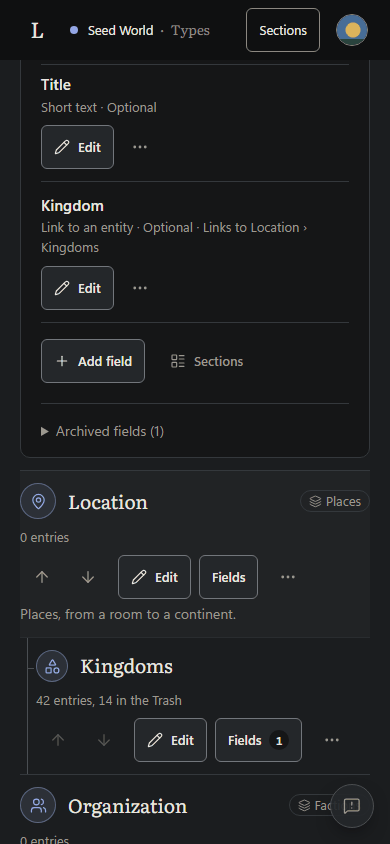 L Seed World · Types Sections
Title
Short text · Optional
Edit ···
Kingdom
Link to an entity · Optional · Links to Location ›
Kingdoms
Edit ···
+ Add field Sections
▶ Archived fields (1)
Location Places
0 entries
↑ ↓ Edit Fields ···
Places, from a room to a continent.
Kingdoms
42 entries, 14 in the Trash
↑ ↓ Edit Fields 1 ···
Organization
0 entries